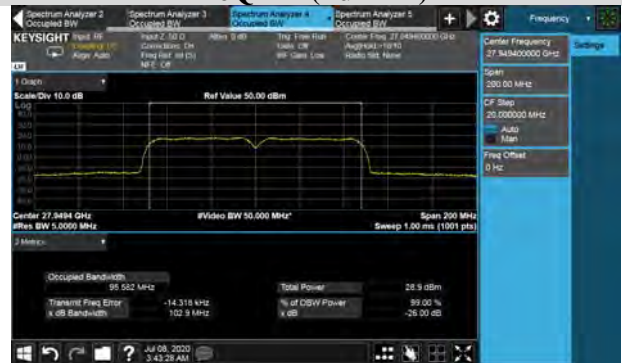 Spectrum Analyzer 2
Occupied BW
Spectrum Analyzer 3
Occupied BW
Spectrum Analyzer 4
Occupied BW
Spectrum Analyzer 5
Occupied BW
Frequency
KEYSIGHT Input: RF
Align: Auto
Input Z: 50 Ω
Corrections: On
Freq Ref: Int (S)
NFE: Off
Atten: 0 dB
Trig: Free Run
Gate: Off
#IF Gain: Low
Center Freq: 27.949400000 GHz
Avg|Hold:>10/10
Radio Std: None
Center Frequency
27.949400000 GHz
Settings
Span
200.00 MHz
CF Step
20.000000 MHz
Auto
Man
Freq Offset
0 Hz
1 Graph
Scale/Div 10.0 dB
Ref Value 50.00 dBm
Log
Center 27.9494 GHz
#Res BW 5.0000 MHz
#Video BW 50.000 MHz*
Span 200 MHz
Sweep 1.00 ms (1001 pts)
2 Metrics
Occupied Bandwidth
95.582 MHz
Total Power
28.9 dBm
Transmit Freq Error
-14.318 kHz
% of OBW Power
99.00 %
x dB Bandwidth
102.9 MHz
x dB
-26.00 dB
Jul 08, 2020
3:43:28 AM